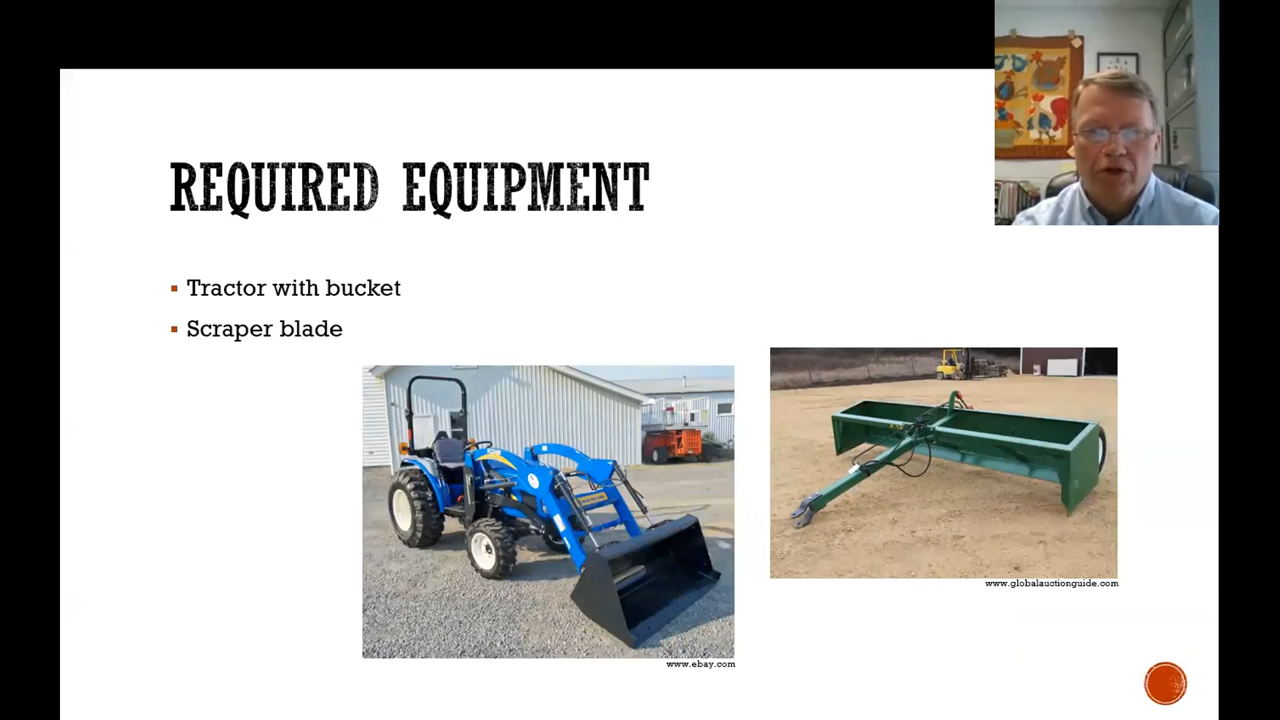 REQUIRED EQUIPMENT
Tractor with bucket
Scraper blade
www.globalauctionguide.com
www.ebay.com